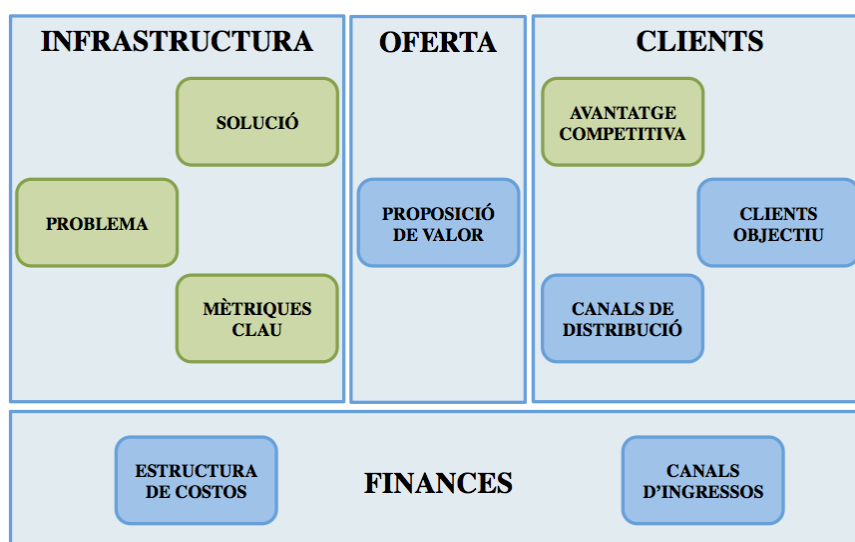 INFRASTRUCTURA
SOLUCIÓ
PROBLEMA
MÈTRIQUES
CLAU
OFERTA
PROPOSICIÓ
DE VALOR
CLIENTS
AVANTATGE
COMPETITIVA
CLIENTS
OBJECTIU
CANALS DE
DISTRIBUCIÓ
ESTRUCTURA
DE COSTOS
FINANCES
CANALS
D’INGRESSOS